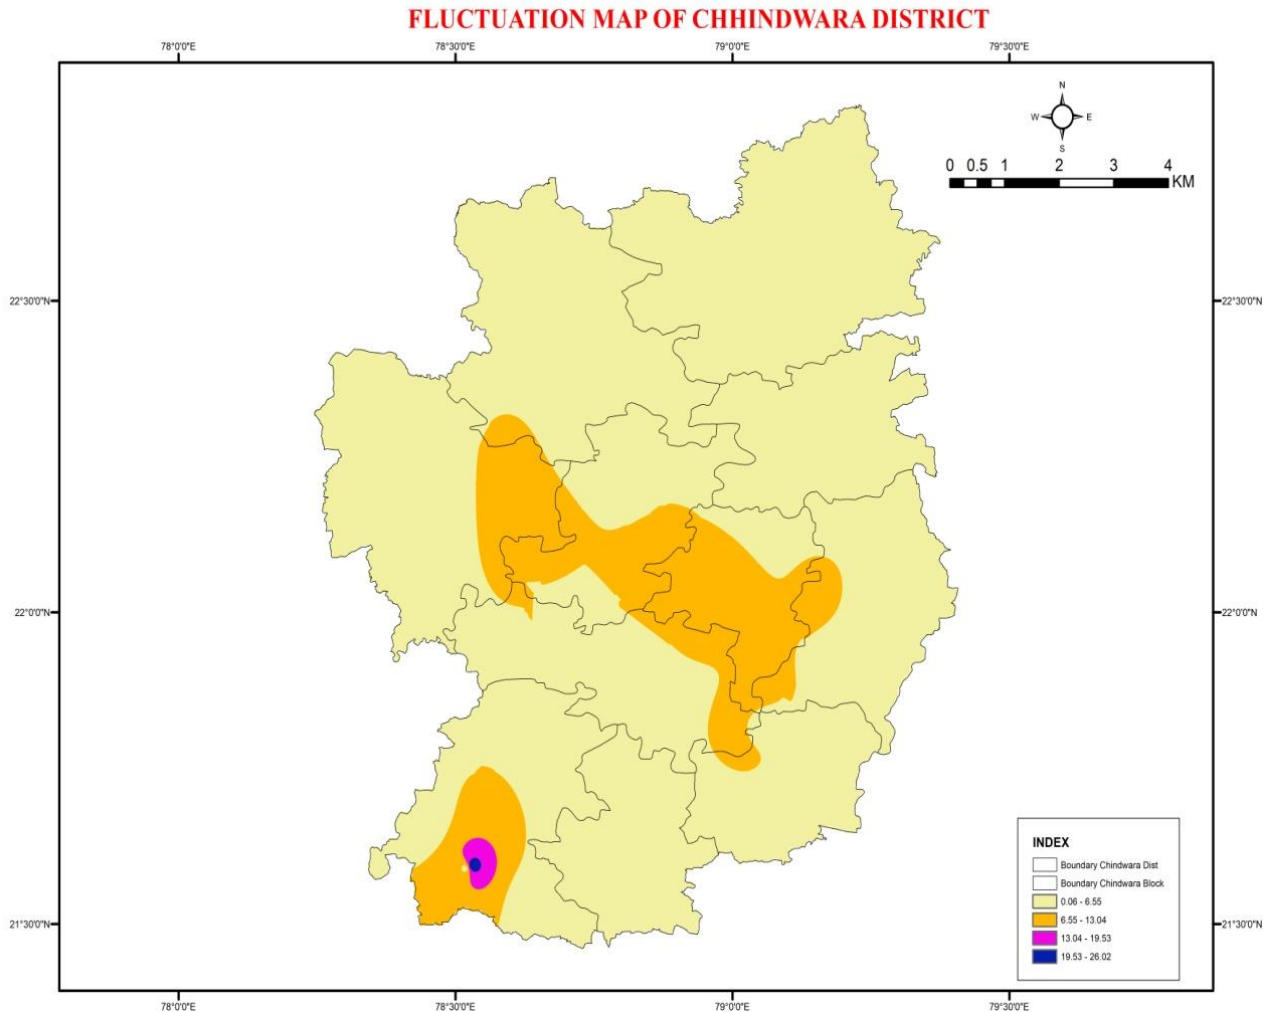 FLUCTUATION MAP OF CHHINDWARA DISTRICT
78°0'0"E 78°30'0"E 79°0'0"E 79°30'0"E
N
W E
S
0 0.5 1 2 3 4
KM
22°30'0"N 22°30'0"N
22°0'0"N 22°0'0"N
21°30'0"N 21°30'0"N
INDEX
Boundary Chindwara Dist
Boundary Chindwara Block
0.06 - 6.55
6.55 - 13.04
13.04 - 19.53
19.53 - 26.02
78°0'0"E 78°30'0"E 79°0'0"E 79°30'0"E